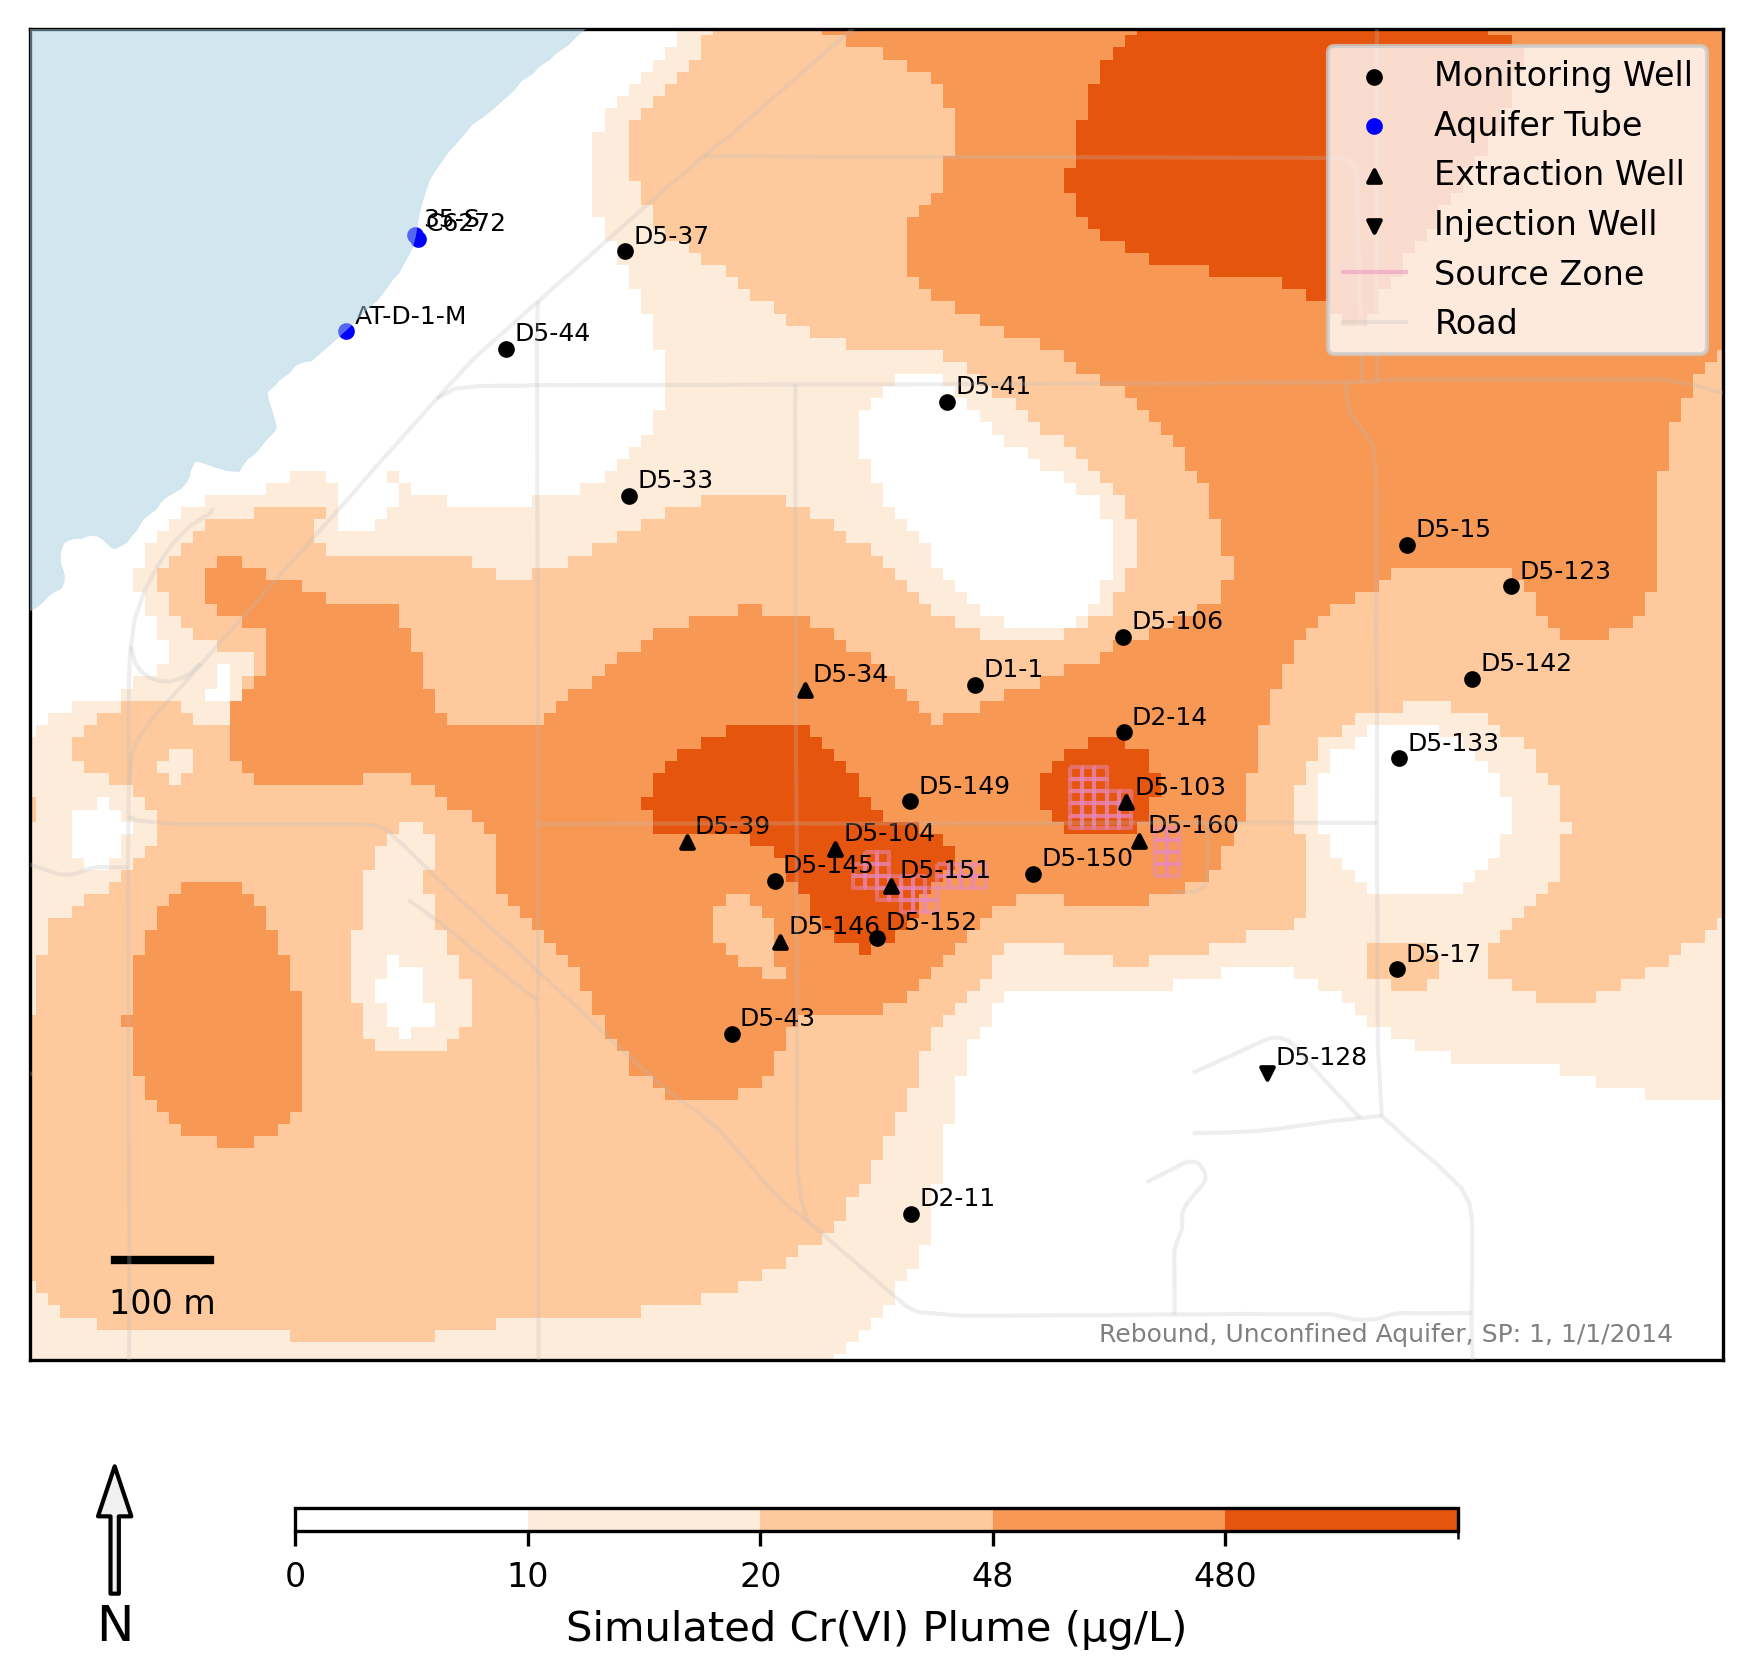 Monitoring Well
Aquifer Tube
Extraction Well
Injection Well
Source Zone
Road
35-S
C6272
D5-37
AT-D-1-M
D5-44
D5-41
D5-33
D5-15
D5-123
D5-106
D5-142
D1-1
D5-34
D2-14
D5-133
D5-149
D5-103
D5-39
D5-104
D5-160
D5-145
D5-151
D5-150
D5-146
D5-152
D5-17
D5-43
D5-128
D2-11
100 m
Rebound, Unconfined Aquifer, SP: 1, 1/1/2014
N
0 10 20 48 480
Simulated Cr(VI) Plume (µg/L)